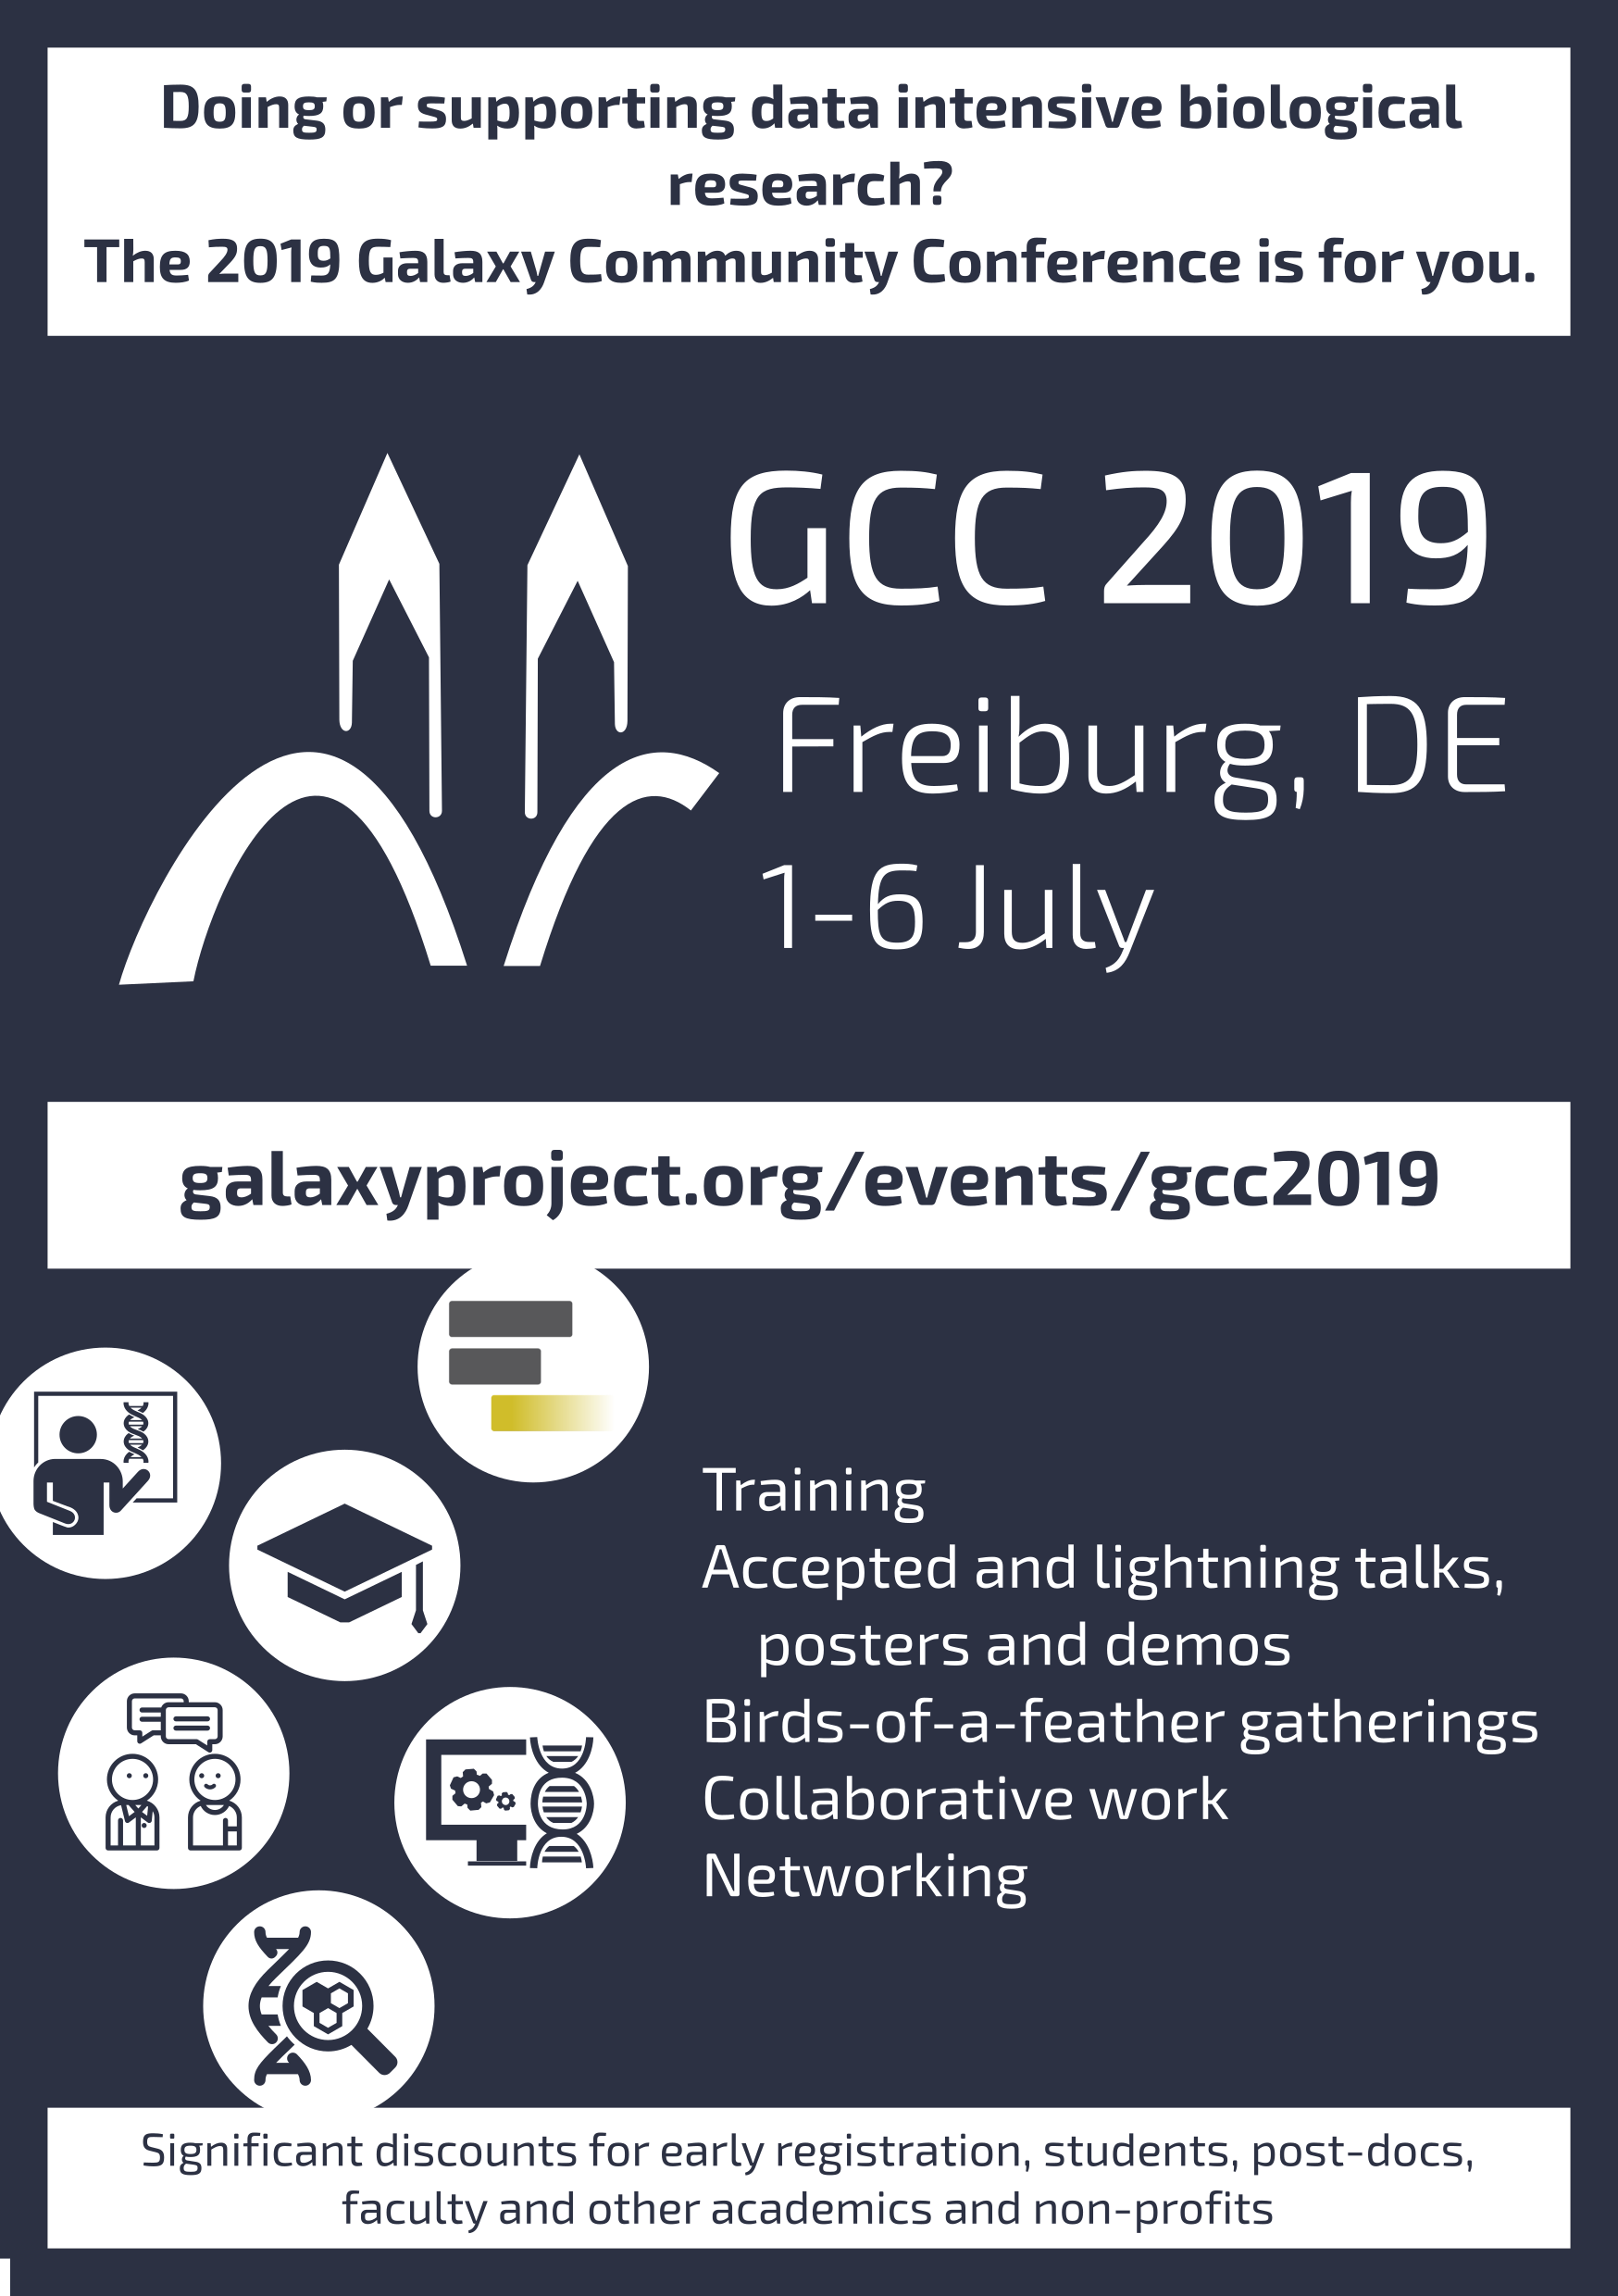 Doing or supporting data intensive biological
research?
The 2019 Galaxy Community Conference is for you.
GCC 2019
Freiburg, DE
1-6 July
galaxyproject.org/events/gcc2019
Training
Accepted and lightning talks,
posters and demos
Birds-of-a-feather gatherings
Collaborative work
Networking
Significant discounts for early registration, students, post-docs,
faculty and other academics and non-profits